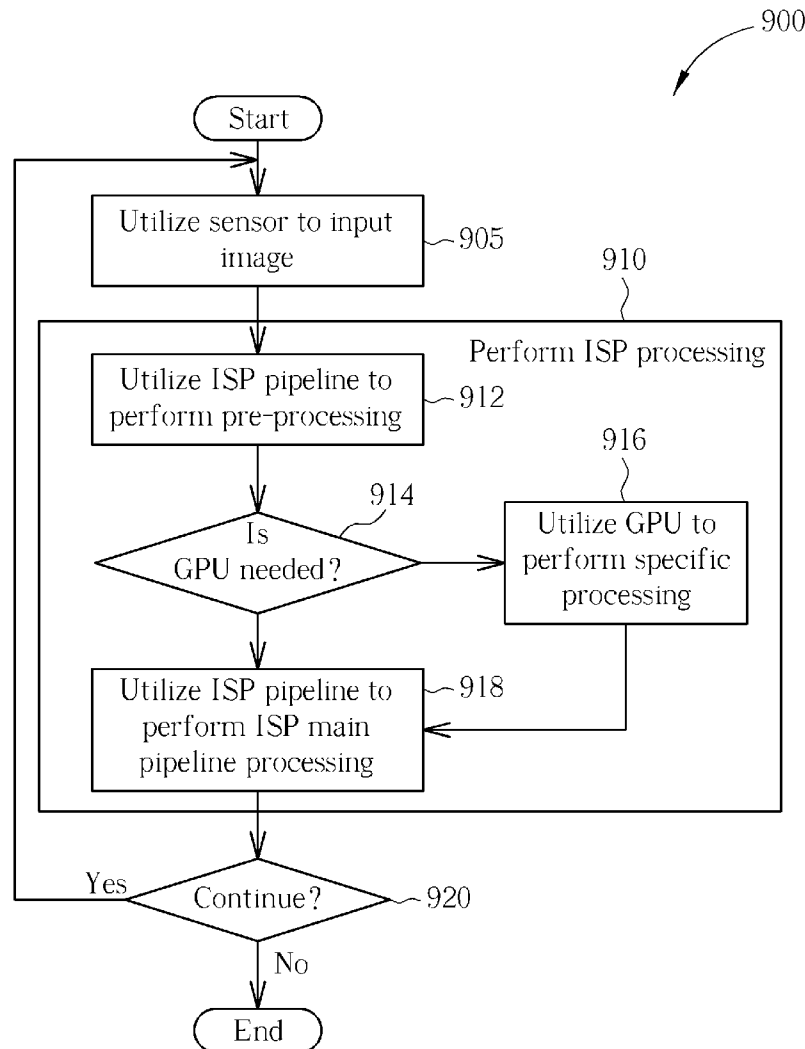 900
Start
Utilize sensor to input
image
905
910
Perform ISP processing
Utilize ISP pipeline to
perform pre-processing
912
916
914
Is
GPU needed?
Utilize GPU to
perform specific
processing
Utilize ISP pipeline to
perform ISP main
pipeline processing
918
Yes
Continue?
920
No
End